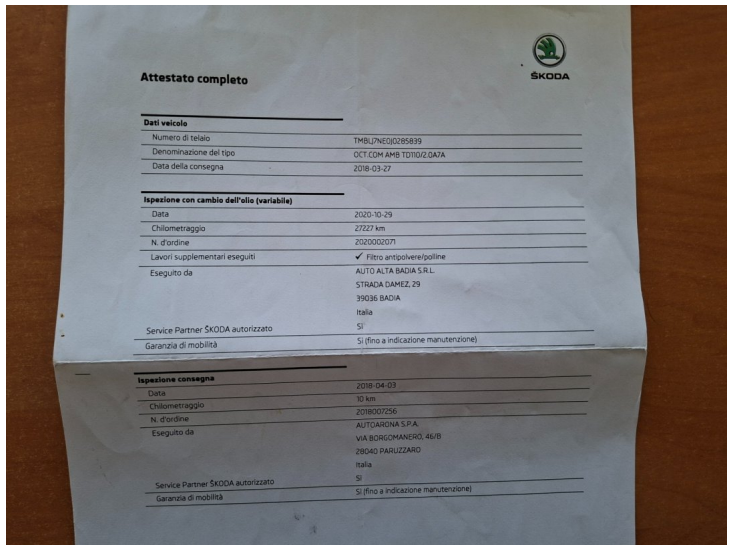 ŠKODA
Attestato completo
Dati veicolo
Numero di telaio TMBLJ7NE0J0285839
Denominazione del tipo OCT.COM AMB TD110/2.0A7A
Data della consegna 2018-03-27
Ispezione con cambio dell'olio (variabile)
Data 2020-10-29
Chilometraggio 27227 km
N. d'ordine 2020002071
Lavori supplementari eseguiti ✓ Filtro antipolvere/polline
Eseguito da AUTO ALTA BADIA S.R.L.
STRADA DAMEZ, 29
39036 BADIA
Italia
Service Partner ŠKODA autorizzato Sì
Garanzia di mobilità Sì (fino a indicazione manutenzione)
Ispezione consegna
Data 2018-04-03
Chilometraggio 10 km
N. d'ordine 2018007256
Eseguito da AUTOARONA S.P.A.
VIA BORGOMANERO, 46/B
28040 PARUZZARO
Italia
Service Partner ŠKODA autorizzato Sì
Garanzia di mobilità Sì (fino a indicazione manutenzione)